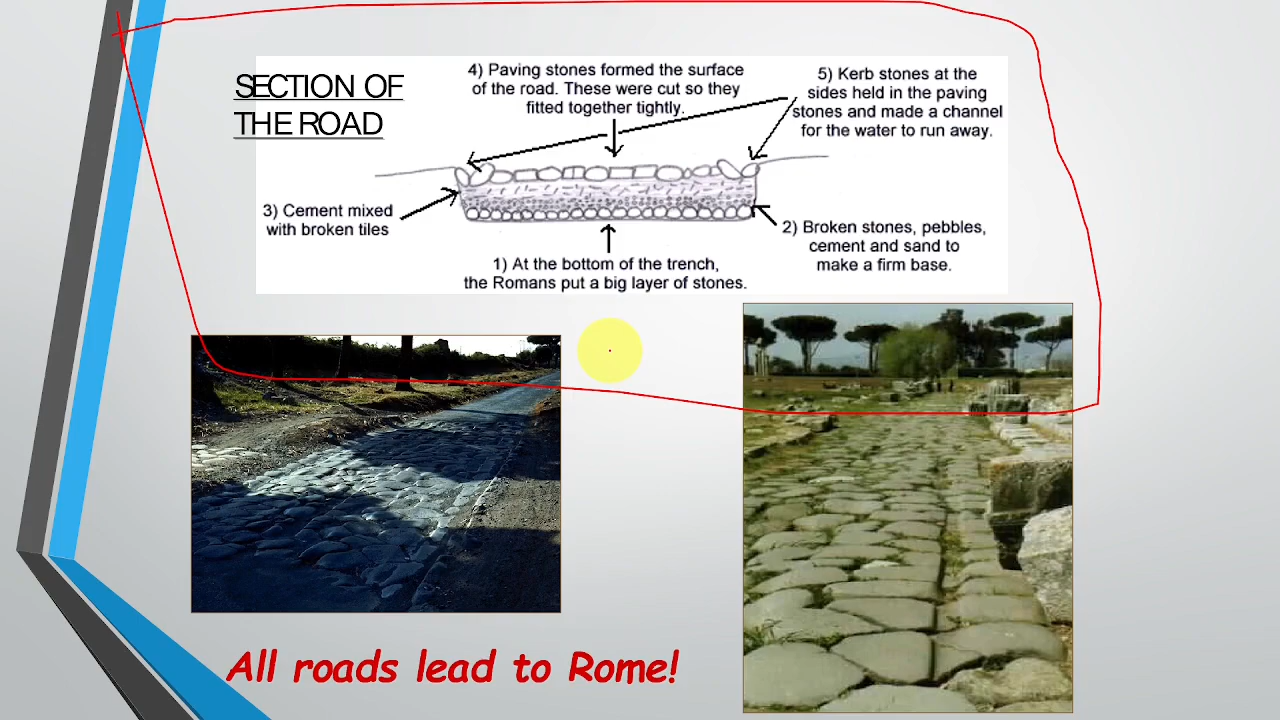 SECTION OF
THE ROAD
4) Paving stones formed the surface
of the road. These were cut so they
fitted together tightly.
5) Kerb stones at the
sides held in the paving
stones and made a channel
for the water to run away.
3) Cement mixed
with broken tiles
2) Broken stones, pebbles,
cement and sand to
make a firm base.
1) At the bottom of the trench,
the Romans put a big layer of stones.
All roads lead to Rome!